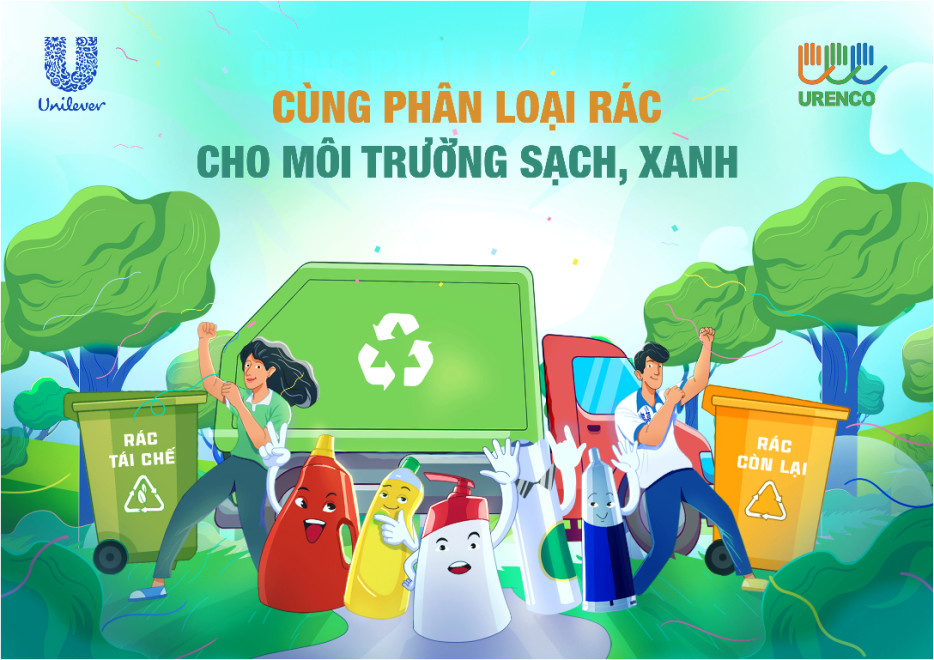 Unilever
URENCO
CÙNG PHÂN LOẠI RÁC
CHO MÔI TRƯỜNG SẠCH, XANH
RÁC
TÁI CHẾ
RÁC
CÒN LẠI